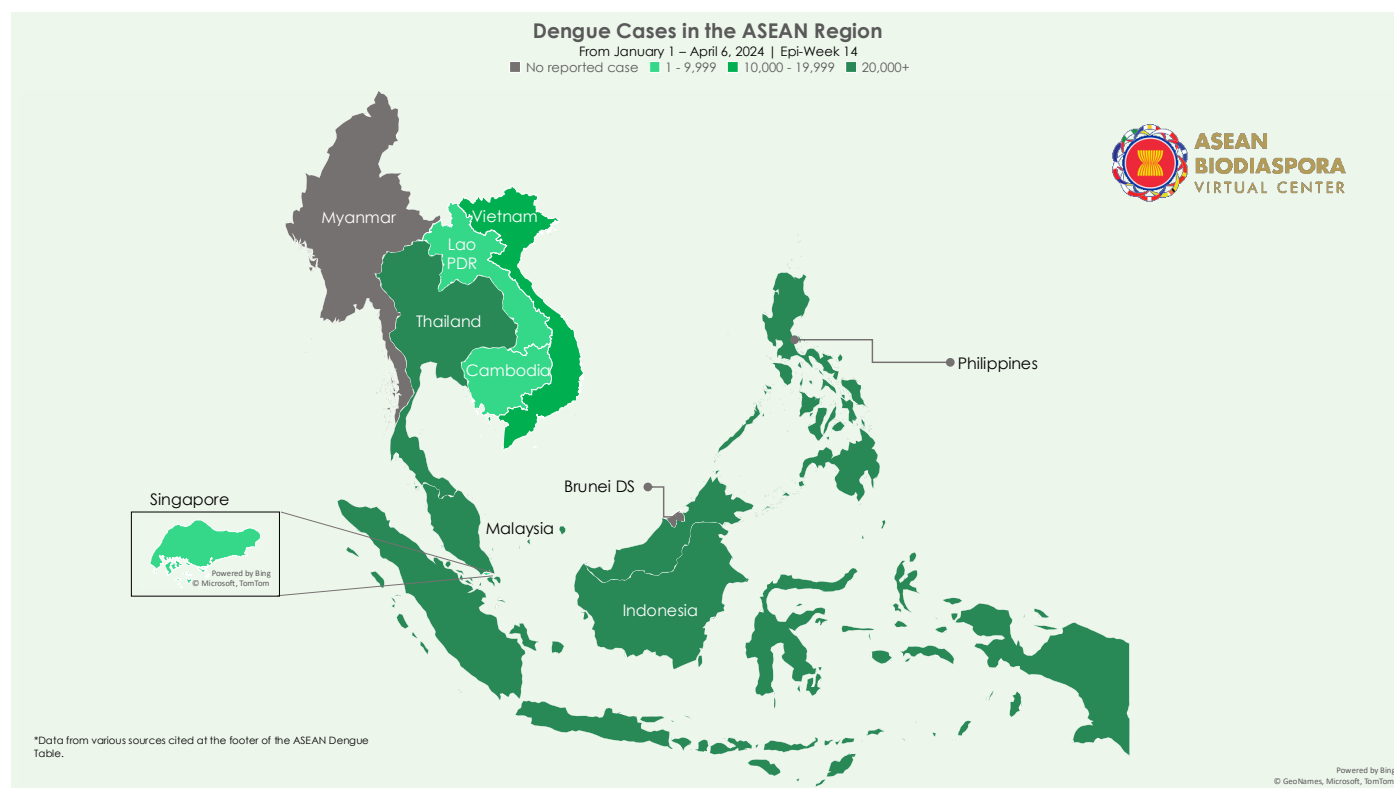 Dengue Cases in the ASEAN Region
From January 1 – April 6, 2024 | Epi-Week 14
No reported case 1 - 9,999 10,000 - 19,999 20,000+
ASEAN
BIODIASPORA
VIRTUAL CENTER
Myanmar
Vietnam
Lao
PDR
Thailand
Cambodia
Philippines
Brunei DS
Singapore
Malaysia
Powered by Bing
© Microsoft, TomTom
Indonesia
*Data from various sources cited at the footer of the ASEAN Dengue
Table.
Powered by Bing
© GeoNames, Microsoft, TomTom